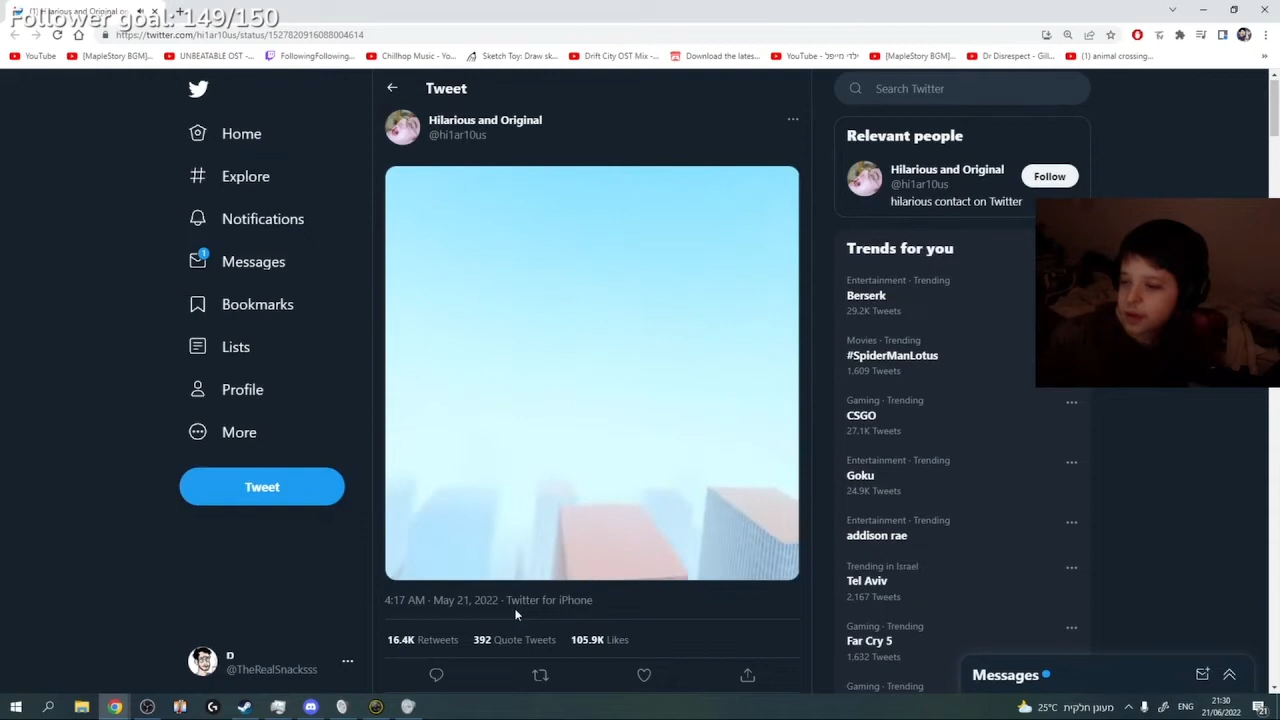 Follower goal: 149/150
https://twitter.com/hi1ar10us/status/1527820916088004614
YouTube
[MapleStory BGM]...
UNBEATABLE OST -...
FollowingFollowing...
Chillhop Music - Yo...
Sketch Toy: Draw sk...
Drift City OST Mix -...
Download the lates...
YouTube - ילדי מייפל
[MapleStory BGM]...
Dr Disrespect - Gill...
(1) animal crossing...
Home
Explore
Notifications
1
Messages
Bookmarks
Lists
Profile
More
Tweet
D
@TheRealSnacksss
Tweet
Hilarious and Original
@hi1ar10us
4:17 AM · May 21, 2022 · Twitter for iPhone
16.4K Retweets 392 Quote Tweets 105.9K Likes
Search Twitter
Relevant people
Hilarious and Original
@hi1ar10us
Follow
hilarious contact on Twitter
Trends for you
Entertainment · Trending
Berserk
29.2K Tweets
Movies · Trending
#SpiderManLotus
1,609 Tweets
Gaming · Trending
CSGO
27.1K Tweets
Entertainment · Trending
Goku
24.9K Tweets
Entertainment · Trending
addison rae
Trending in Israel
Tel Aviv
2,167 Tweets
Gaming · Trending
Far Cry 5
1,632 Tweets
Gaming · Trending
Messages
25°C מעונן חלקית
ENG
21:30
21/06/2022